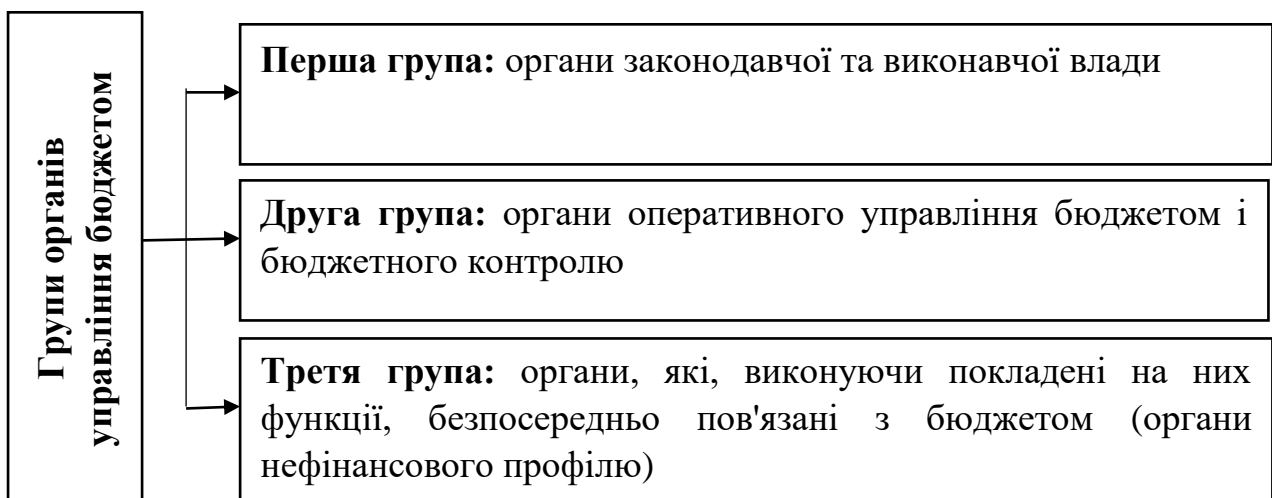 Групи органів
управління бюджетом
Перша група: органи законодавчої та виконавчої влади
Друга група: органи оперативного управління бюджетом і
бюджетного контролю
Третя група: органи, які, виконуючи покладені на них
функції, безпосередньо пов'язані з бюджетом (органи
нефінансового профілю)